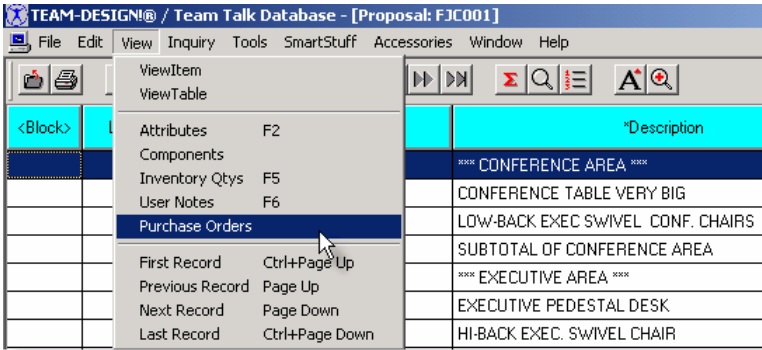 TEAM-DESIGN!® / Team Talk Database - [Proposal: FJC001]
File Edit View Inquiry Tools SmartStuff Accessories Window Help
ViewItem
ViewTable
Attributes F2
Components
Inventory Qtys F5
User Notes F6
Purchase Orders
First Record Ctrl+Page Up
Previous Record Page Up
Next Record Page Down
Last Record Ctrl+Page Down
Σ A
<Block> *Description
*** CONFERENCE AREA ***
CONFERENCE TABLE VERY BIG
LOW-BACK EXEC SWIVEL CONF. CHAIRS
SUBTOTAL OF CONFERENCE AREA
*** EXECUTIVE AREA ***
EXECUTIVE PEDESTAL DESK
HI-BACK EXEC. SWIVEL CHAIR